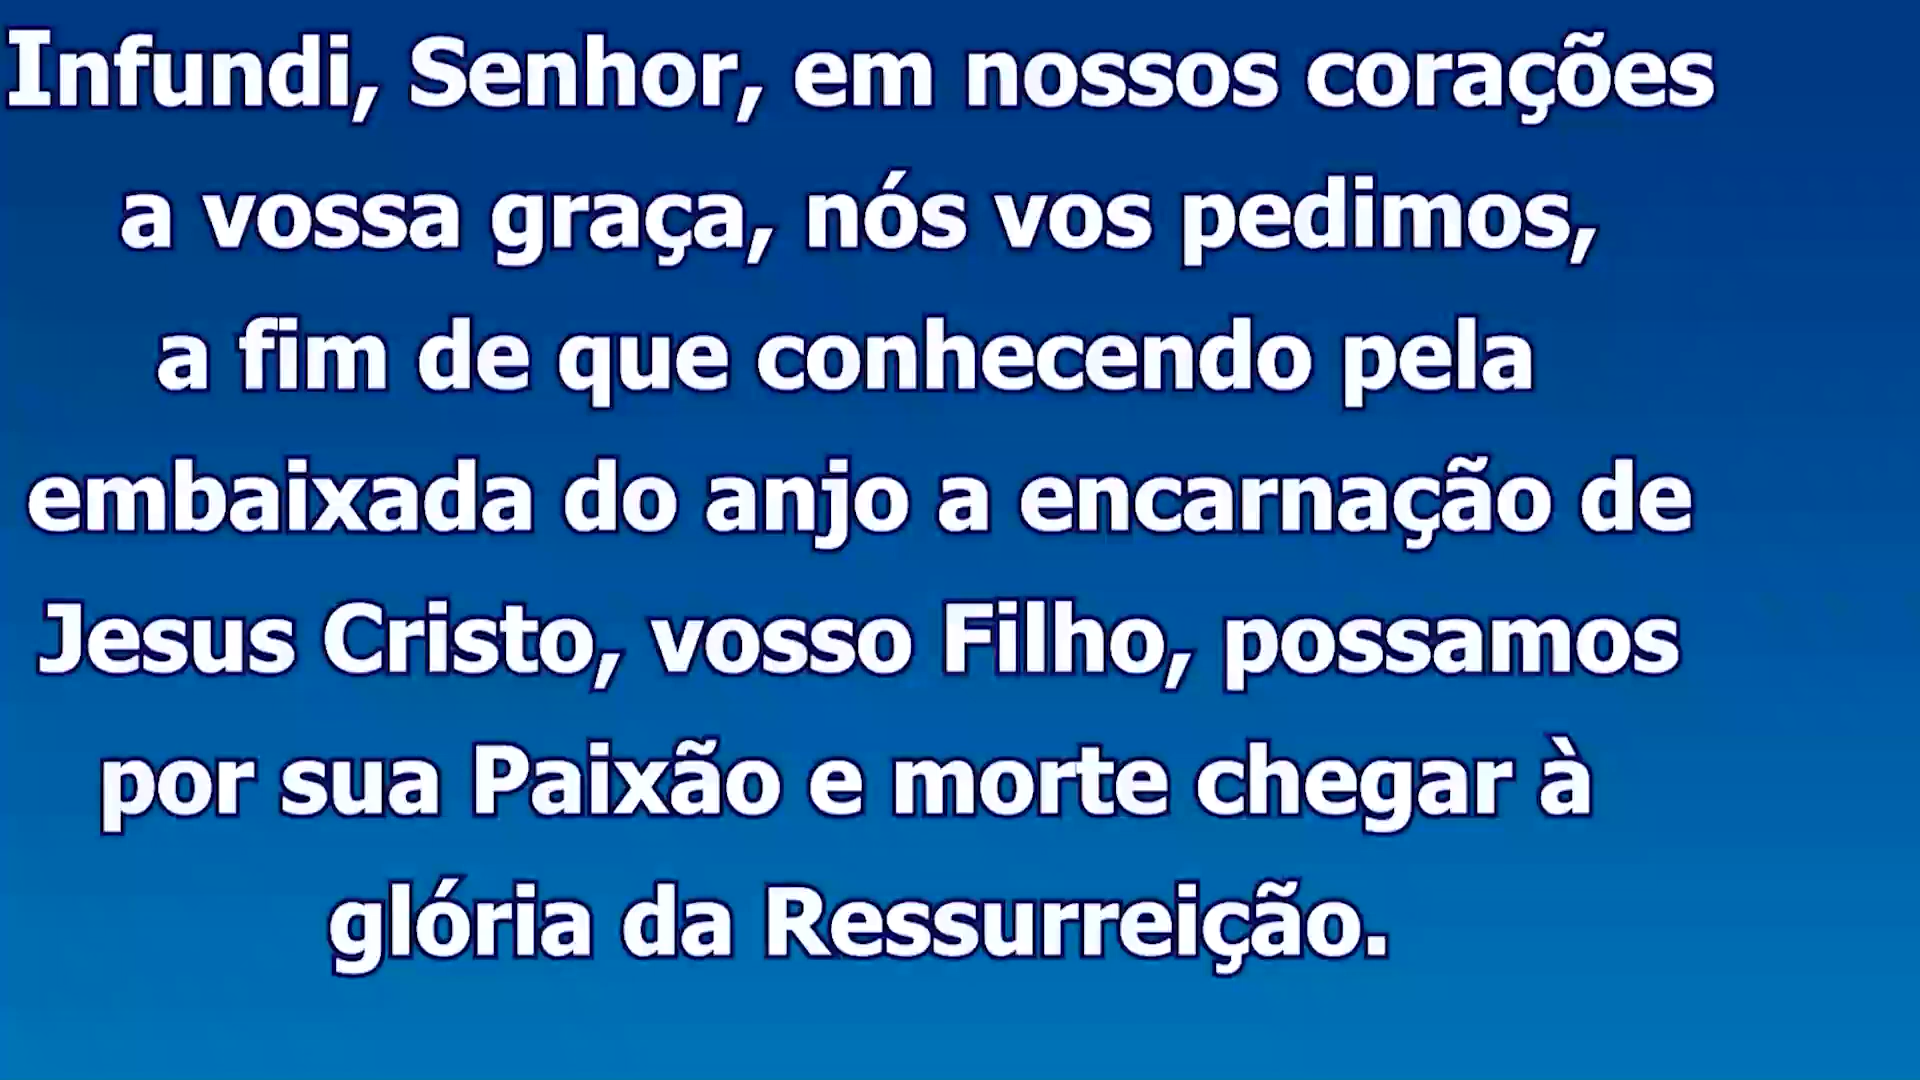 Infundi, Senhor, em nossos corações
a vossa graça, nós vos pedimos,
a fim de que conhecendo pela
embaixada do anjo a encarnação de
Jesus Cristo, vosso Filho, possamos
por sua Paixão e morte chegar à
glória da Ressurreição.